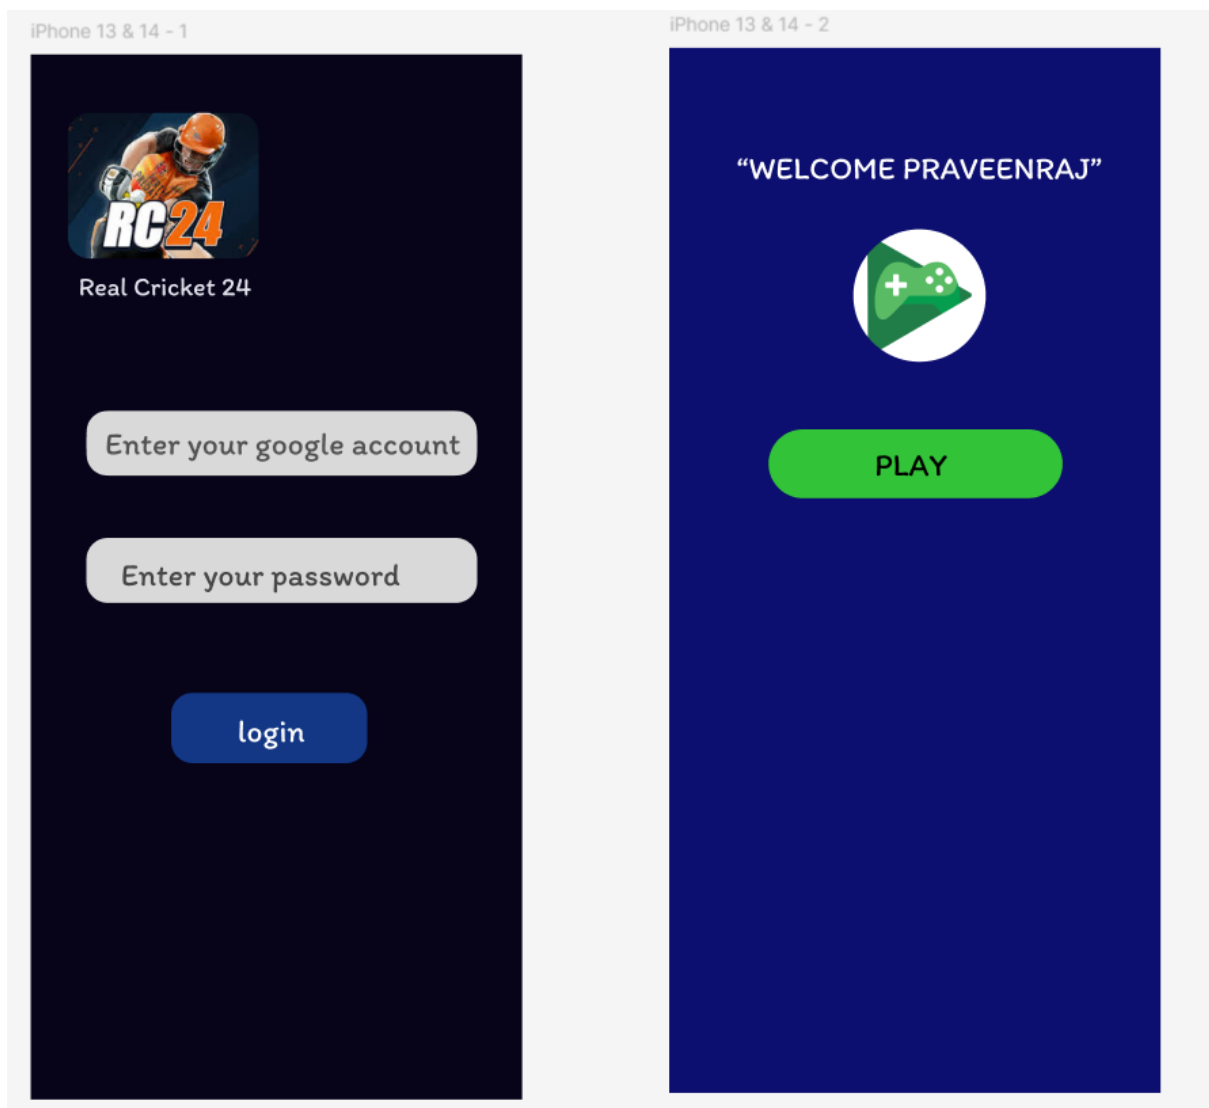 iPhone 13 & 14 - 1
RC24
Real Cricket 24
Enter your google account
Enter your password
login
iPhone 13 & 14 - 2
“WELCOME PRAVEENRAJ”
PLAY